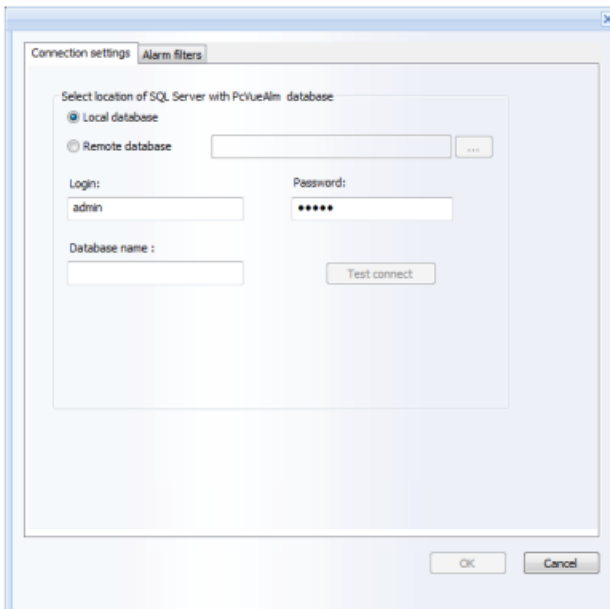 Connection settings
Alarm filters
Select location of SQL Server with PcVueAlm database
Local database
Remote database
...
Login:
Password:
admin
•••••
Database name :
Test connect
OK
Cancel